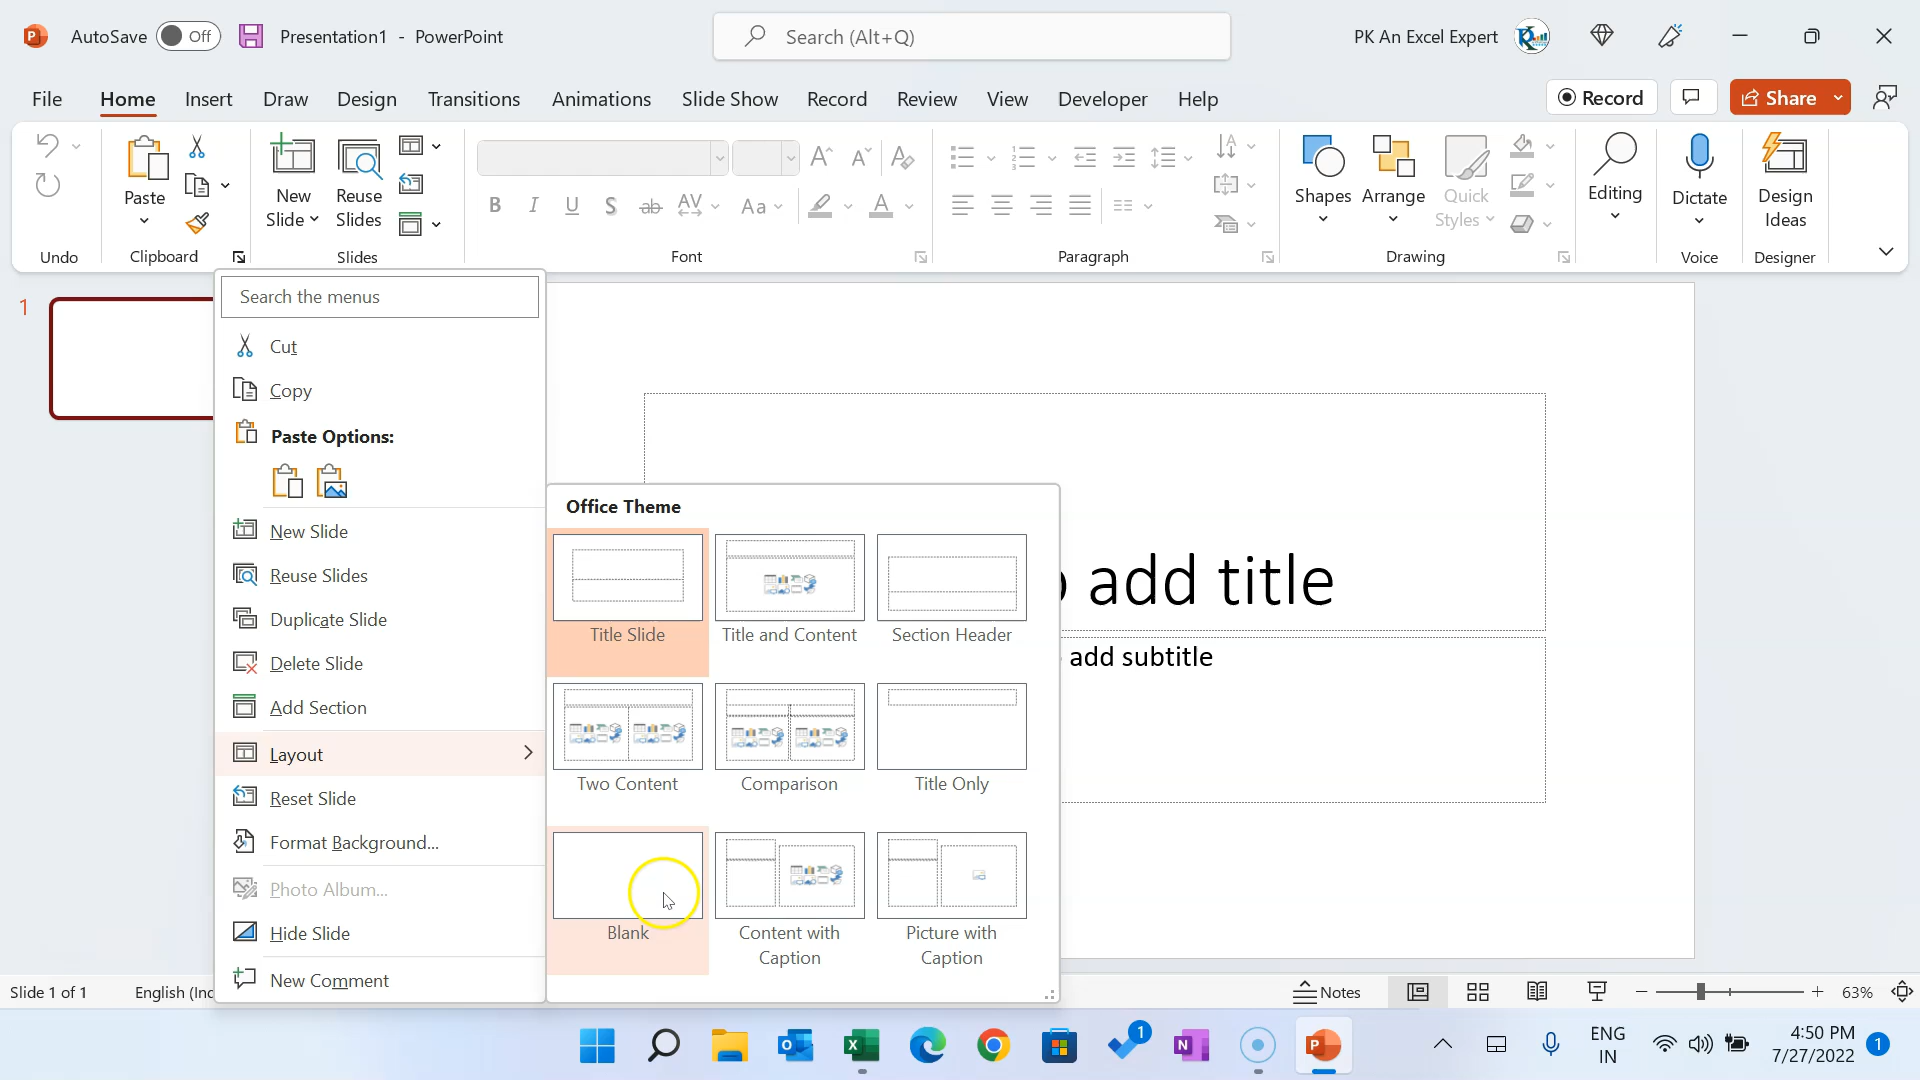 AutoSave Off Presentation1 - PowerPoint Search (Alt+Q) PK An Excel Expert
File Home Insert Draw Design Transitions Animations Slide Show Record Review View Developer Help Record Share
Paste
New
Slide
Reuse
Slides
Shapes
Arrange
Quick
Styles
Editing
Dictate
Design
Ideas
Undo Clipboard Slides Font Paragraph Drawing Voice Designer
1
Search the menus
Cut
Copy
Paste Options:
New Slide
Reuse Slides
Duplicate Slide
Delete Slide
Add Section
Layout
Reset Slide
Format Background...
Photo Album...
Hide Slide
New Comment
Office Theme
Title Slide Title and Content Section Header
Two Content Comparison Title Only
Blank Content with
Caption
Picture with
Caption
add title
add subtitle
Slide 1 of 1 English (Inc Notes 63%
1
ENG
IN
4:50 PM
7/27/2022
1